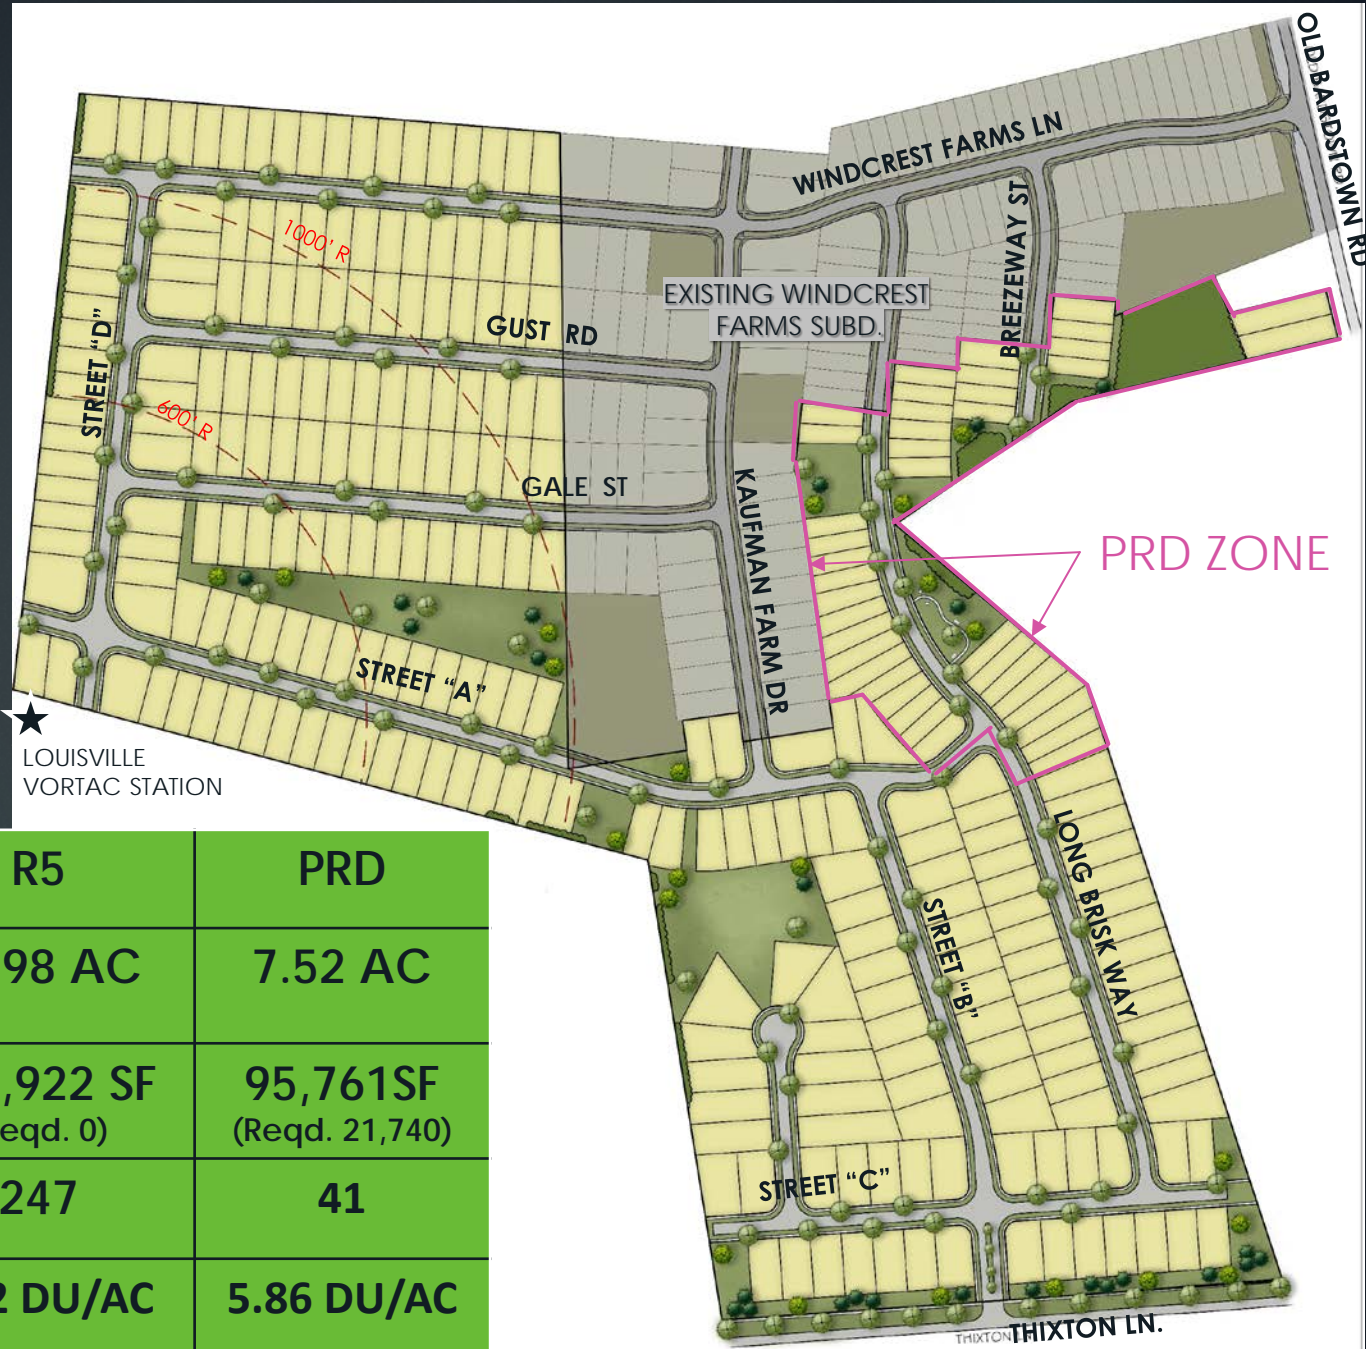 OLD BARDSTOWN RD
WINDCREST FARMS LN
BREEZEWAY ST
1000' R
EXISTING WINDCREST
FARMS SUBD.
GUST RD
STREET "D"
600' R
GALE ST
KAUFMAN FARM DR
PRD ZONE
STREET "A"
LOUISVILLE
VORTAC STATION
LONG BRISK WAY
STREET "B"
STREET "C"
THIXTON LN.
R5 PRD
98 AC 7.52 AC
,922 SF 95,761SF
eqd. 0) (Reqd. 21,740)
247 41
2 DU/AC 5.86 DU/AC